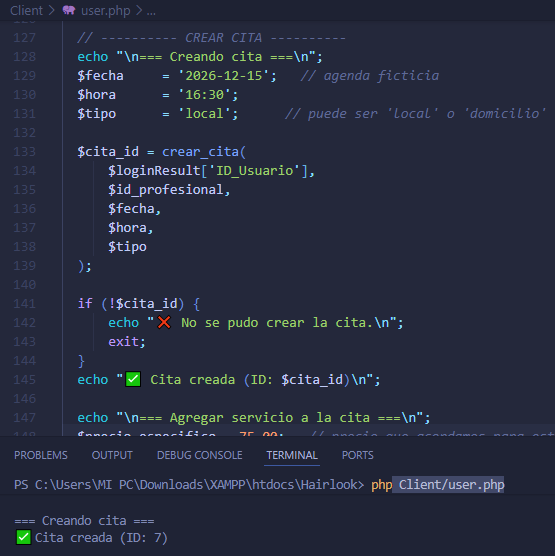 Client > user.php > ...
127 // ---------- CREAR CITA ----------
128 echo "\n=== Creando cita ===\n";
129 $fecha = '2026-12-15'; // agenda ficticia
130 $hora = '16:30';
131 $tipo = 'local'; // puede ser 'local' o 'domicilio'
132
133 $cita_id = crear_cita(
134 $loginResult['ID_Usuario'],
135 $id_profesional,
136 $fecha,
137 $hora,
138 $tipo
139 );
140
141 if (!$cita_id) {
142 echo "❌ No se pudo crear la cita.\n";
143 exit;
144 }
145 echo "✅ Cita creada (ID: $cita_id)\n";
146
147 echo "\n=== Agregar servicio a la cita ===\n";
PROBLEMS OUTPUT DEBUG CONSOLE TERMINAL PORTS
PS C:\Users\MI PC\Downloads\XAMPP\htdocs\Hairlook> php Client/user.php
=== Creando cita ===
✅ Cita creada (ID: 7)